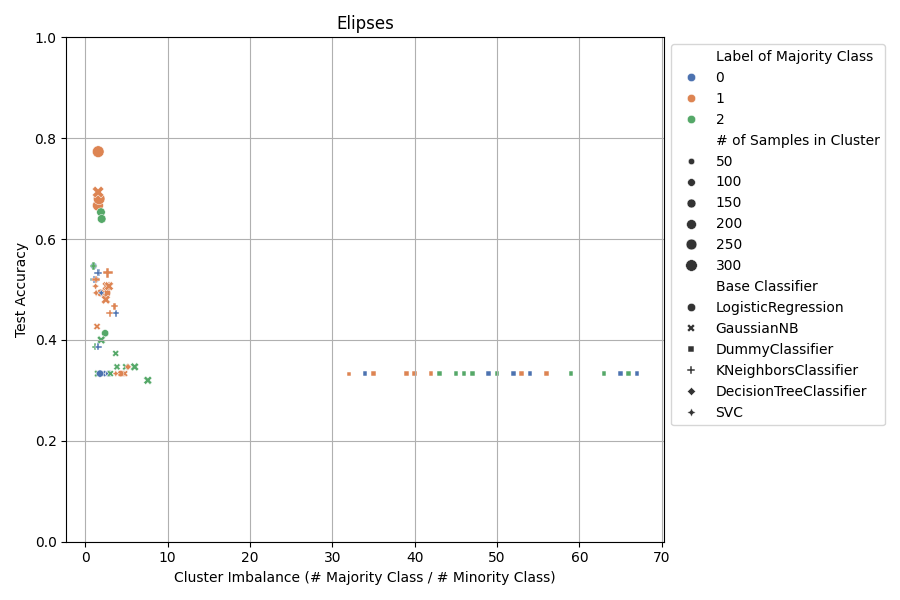 Elipses
Test Accuracy
1.0
0.8
0.6
0.4
0.2
0.0
0 10 20 30 40 50 60 70
Cluster Imbalance (# Majority Class / # Minority Class)
Label of Majority Class
0
1
2
# of Samples in Cluster
50
100
150
200
250
300
Base Classifier
LogisticRegression
GaussianNB
DummyClassifier
KNeighborsClassifier
DecisionTreeClassifier
SVC